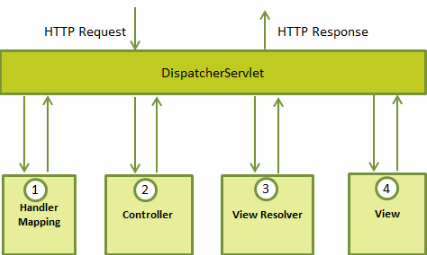 HTTP Request
HTTP Response
DispatcherServlet
1
Handler
Mapping
2
Controller
3
View Resolver
4
View